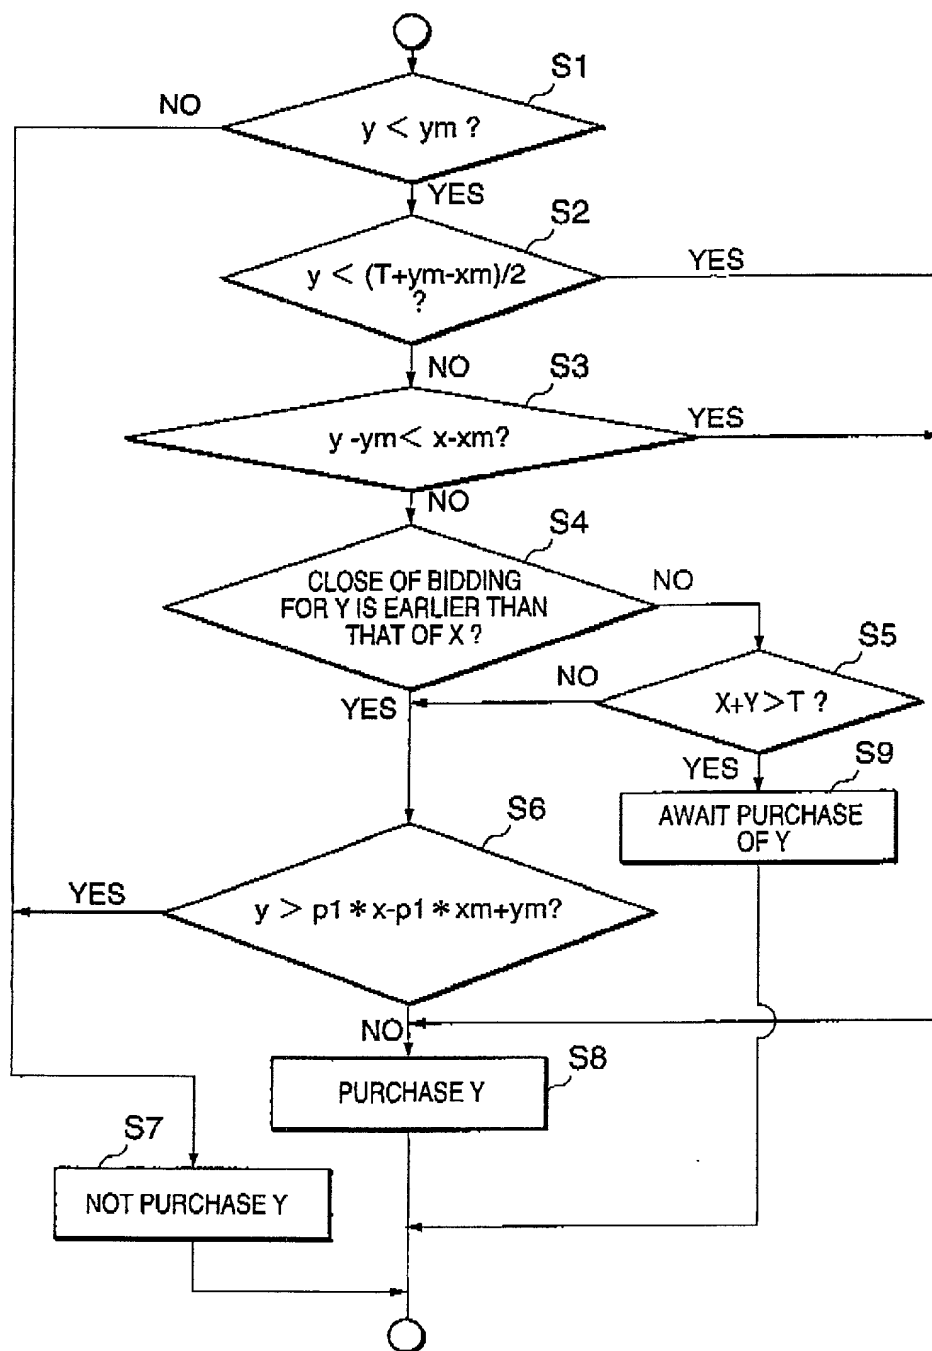 S1
NO
y < ym ?
YES
S2
y < (T+ym-xm)/2
?
YES
NO
S3
y -ym< x-xm?
YES
NO
S4
CLOSE OF BIDDING
FOR Y IS EARLIER THAN
THAT OF X ?
NO
S5
NO
X+Y>T ?
YES
YES
S9
AWAIT PURCHASE
OF Y
S6
YES
y > p1*x-p1*xm+ym?
NO
S8
PURCHASE Y
S7
NOT PURCHASE Y